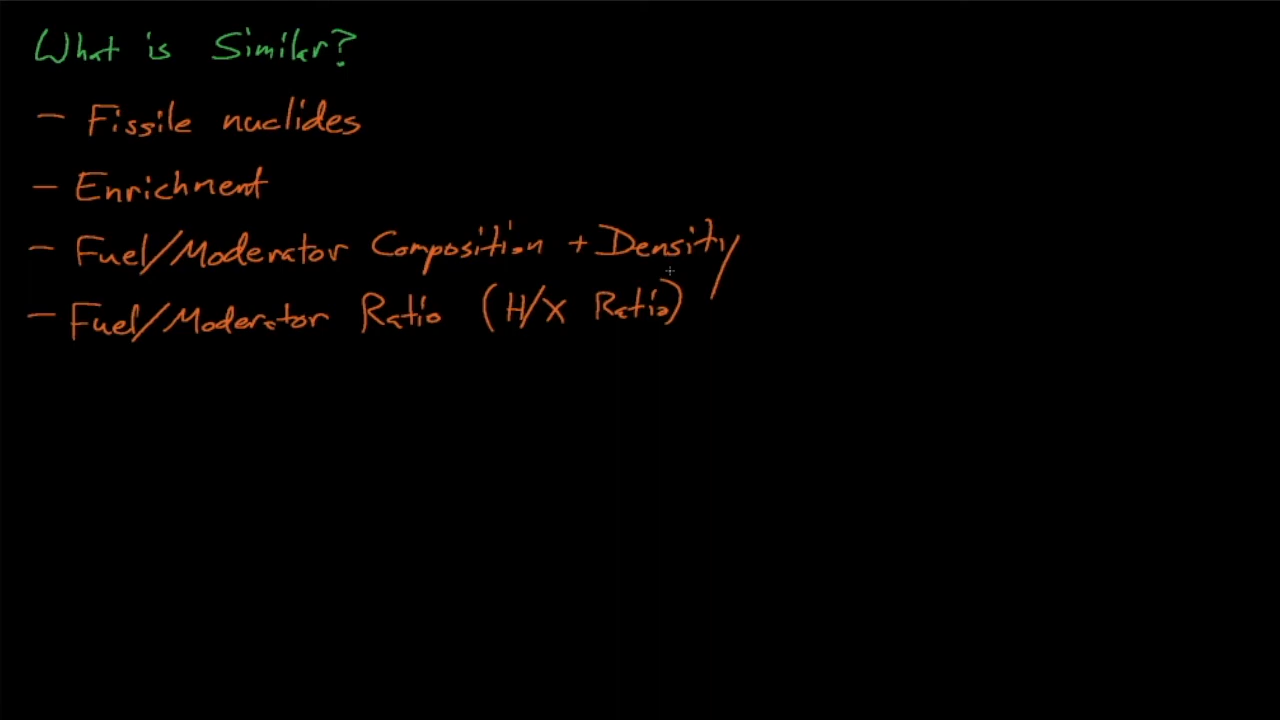 What is Similar?
– Fissile nuclides
– Enrichment
– Fuel/Moderator Composition + Density
– Fuel/Moderator Ratio (H/X Ratio)